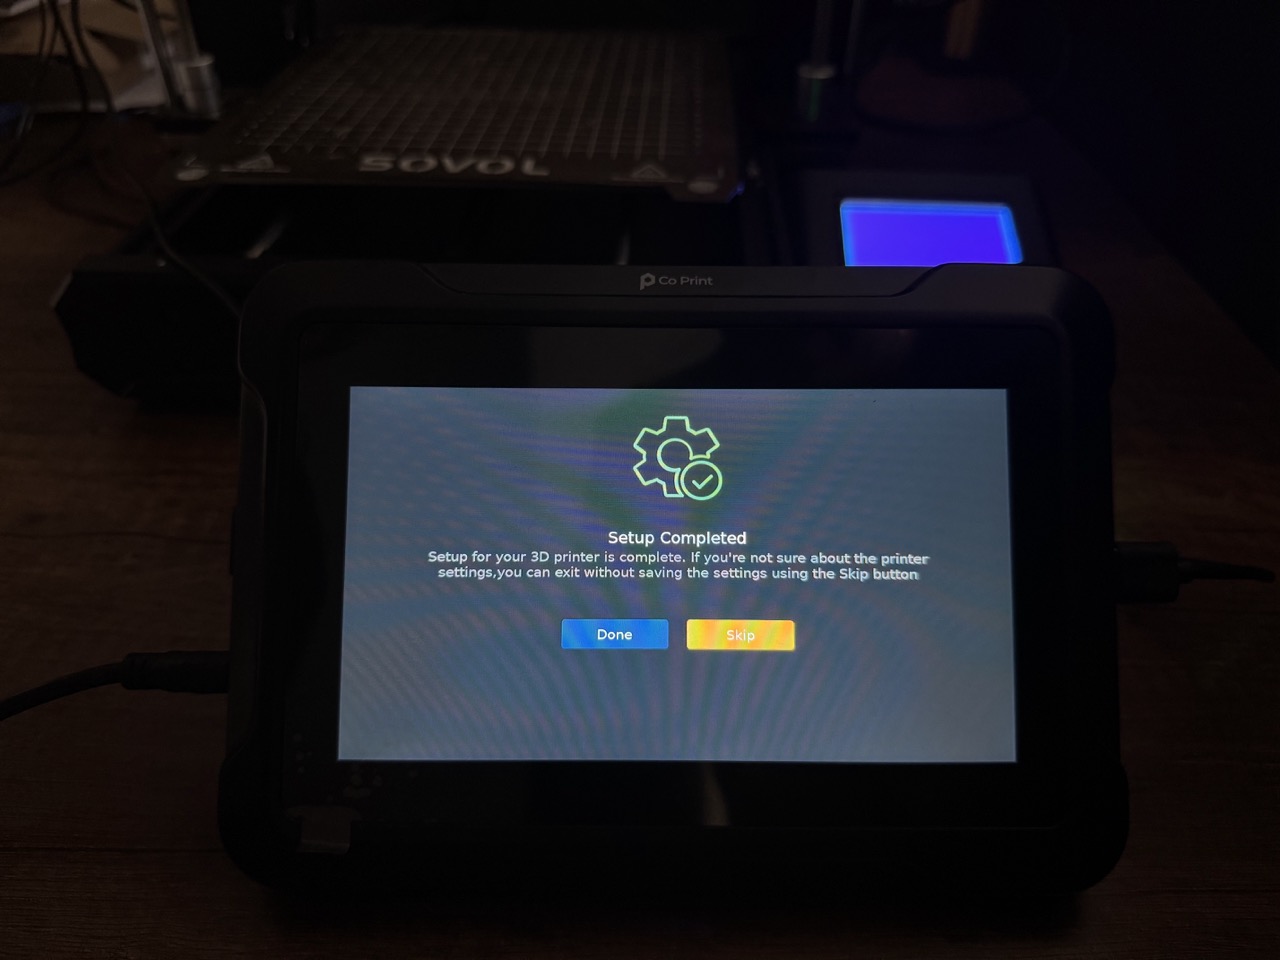 SOVOL
Co Print
Setup Completed
Setup for your 3D printer is complete. If you're not sure about the printer
settings,you can exit without saving the settings using the Skip button
Done
Skip